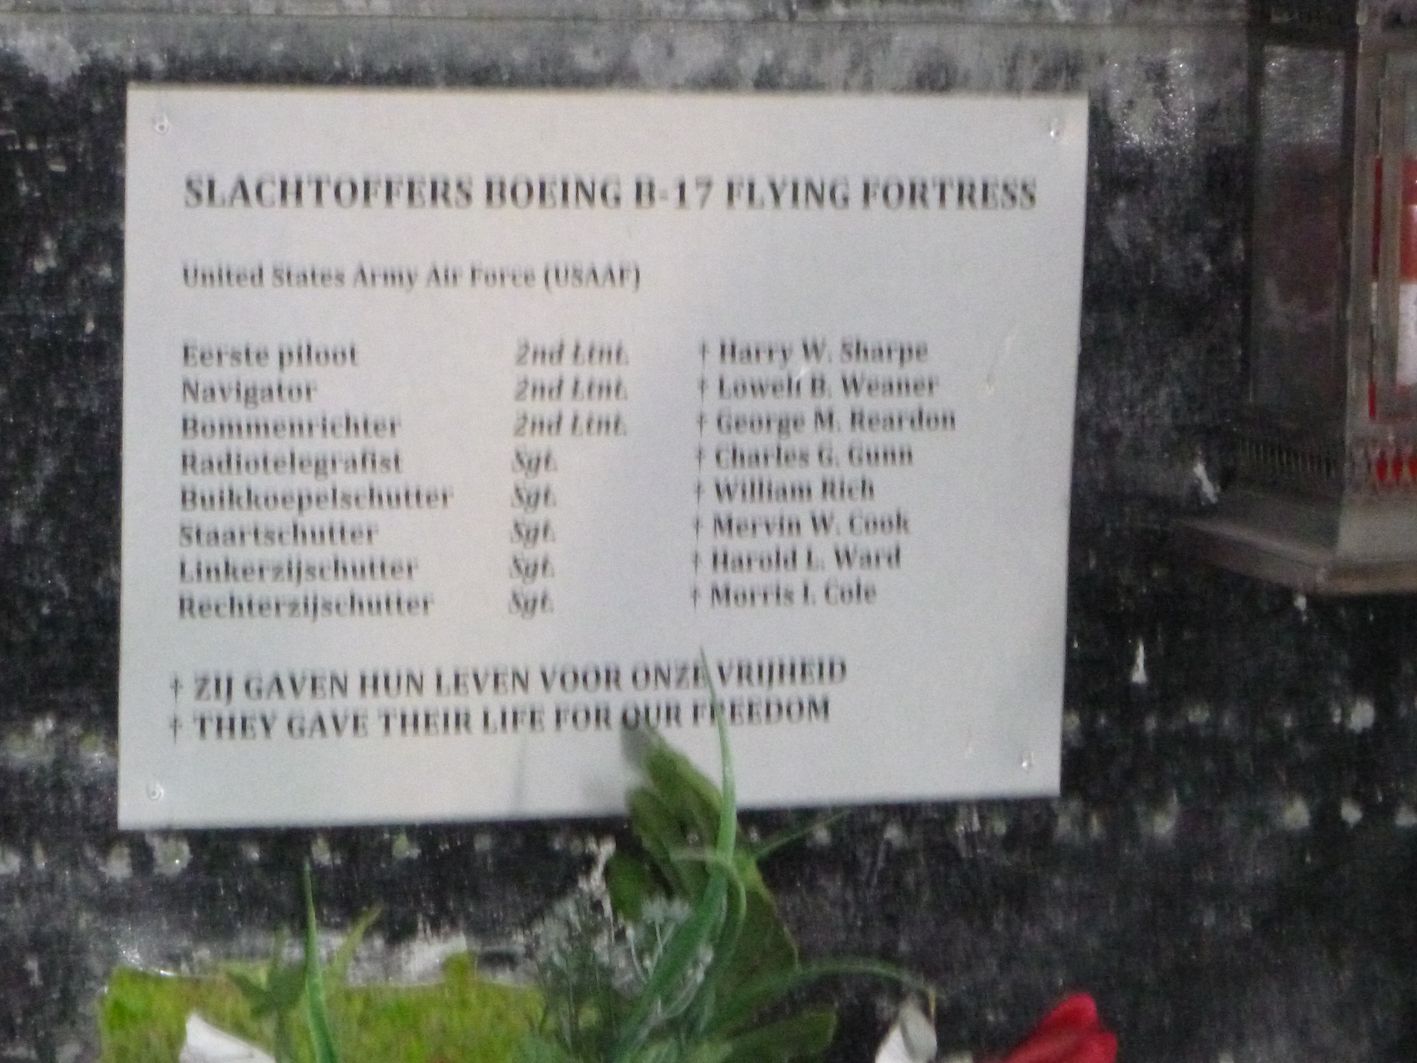 SLACHTOFFERS BOEING B-17 FLYING FORTRESS
United States Army Air Force (USAAF)
Eerste piloot 2nd Ltnt. † Harry W. Sharpe
Navigator 2nd Ltnt. † Lowell B. Weaner
Bommenrichter 2nd Ltnt. † George M. Reardon
Radiotelegrafist Sgt. † Charles G. Gunn
Buikkoepelschutter Sgt. † William Rich
Staartschutter Sgt. † Mervin W. Cook
Linkerzijschutter Sgt. † Harold L. Ward
Rechterzijschutter Sgt. † Morris I. Cole
† ZIJ GAVEN HUN LEVEN VOOR ONZE VRIJHEID
† THEY GAVE THEIR LIFE FOR OUR FREEDOM